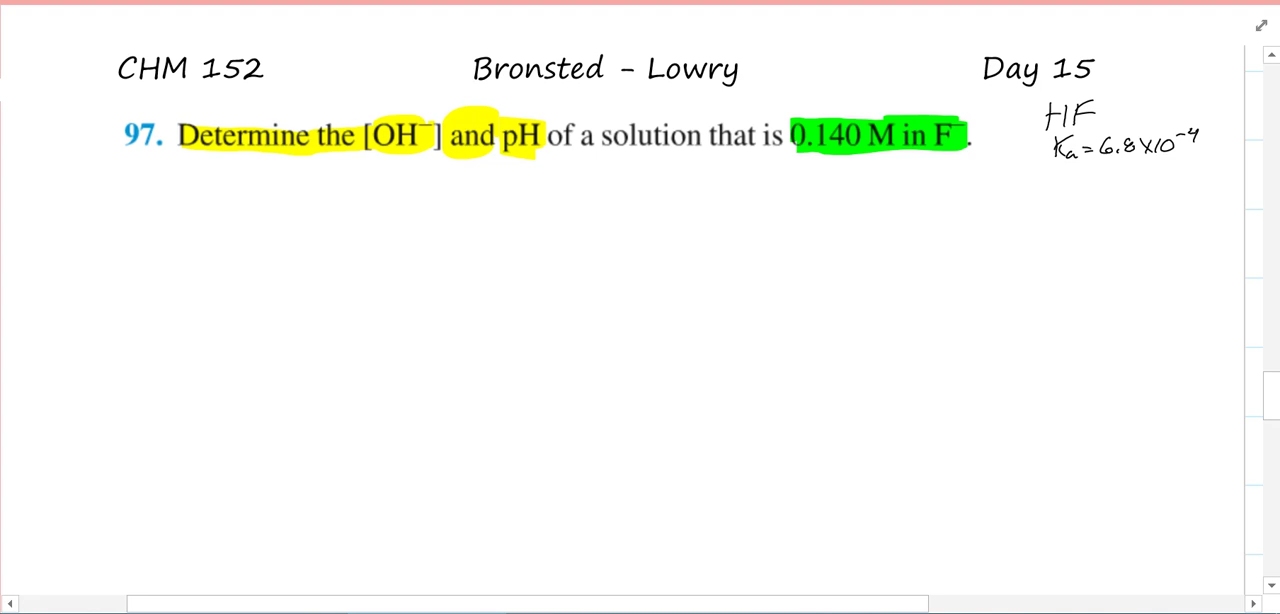 CHM 152 Bronsted - Lowry Day 15
97. Determine the [OH⁻] and pH of a solution that is 0.140 M in F⁻.
HF
Ka = 6.8 x 10⁻⁴